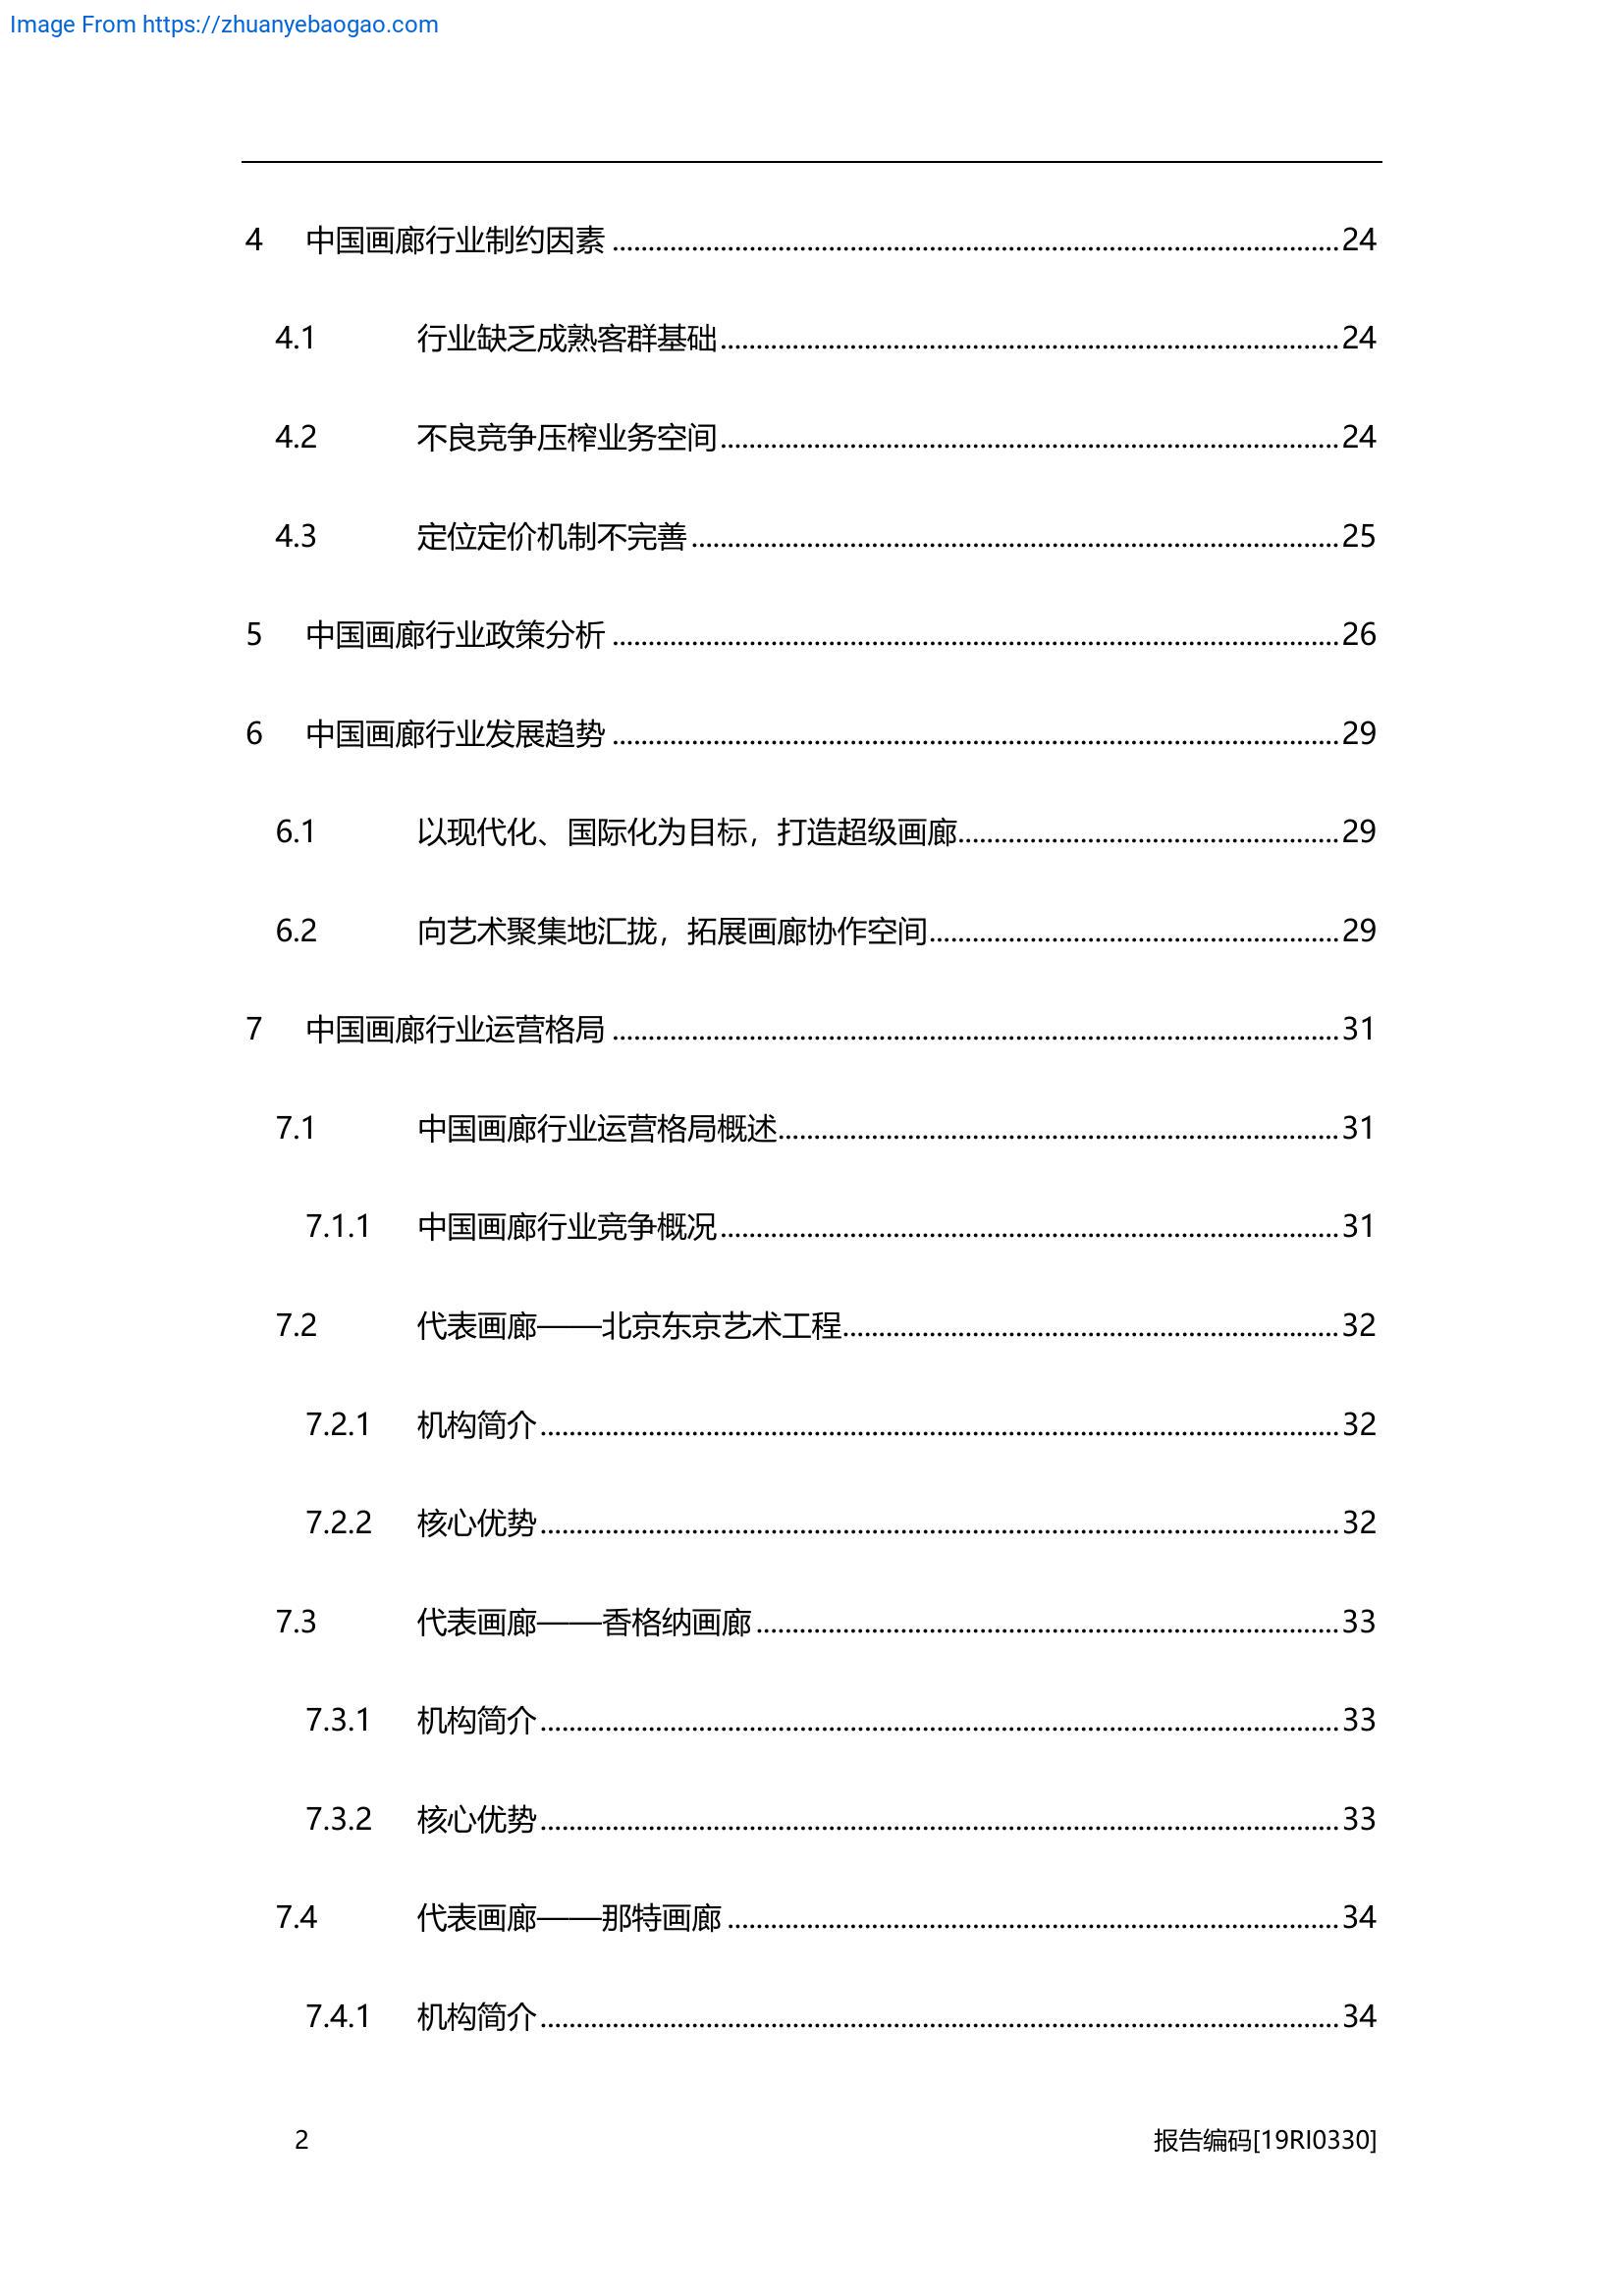 Image From https://zhuanyebaogao.com
4 中国画廊行业制约因素 ........ 24
4.1 行业缺乏成熟客群基础 ........ 24
4.2 不良竞争压榨业务空间 ........ 24
4.3 定位定价机制不完善 ........ 25
5 中国画廊行业政策分析 ........ 26
6 中国画廊行业发展趋势 ........ 29
6.1 以现代化、国际化为目标，打造超级画廊 ........ 29
6.2 向艺术聚集地汇拢，拓展画廊协作空间 ........ 29
7 中国画廊行业运营格局 ........ 31
7.1 中国画廊行业运营格局概述 ........ 31
7.1.1 中国画廊行业竞争概况 ........ 31
7.2 代表画廊——北京东京艺术工程 ........ 32
7.2.1 机构简介 ........ 32
7.2.2 核心优势 ........ 32
7.3 代表画廊——香格纳画廊 ........ 33
7.3.1 机构简介 ........ 33
7.3.2 核心优势 ........ 33
7.4 代表画廊——那特画廊 ........ 34
7.4.1 机构简介 ........ 34
2 报告编码[19RI0330]